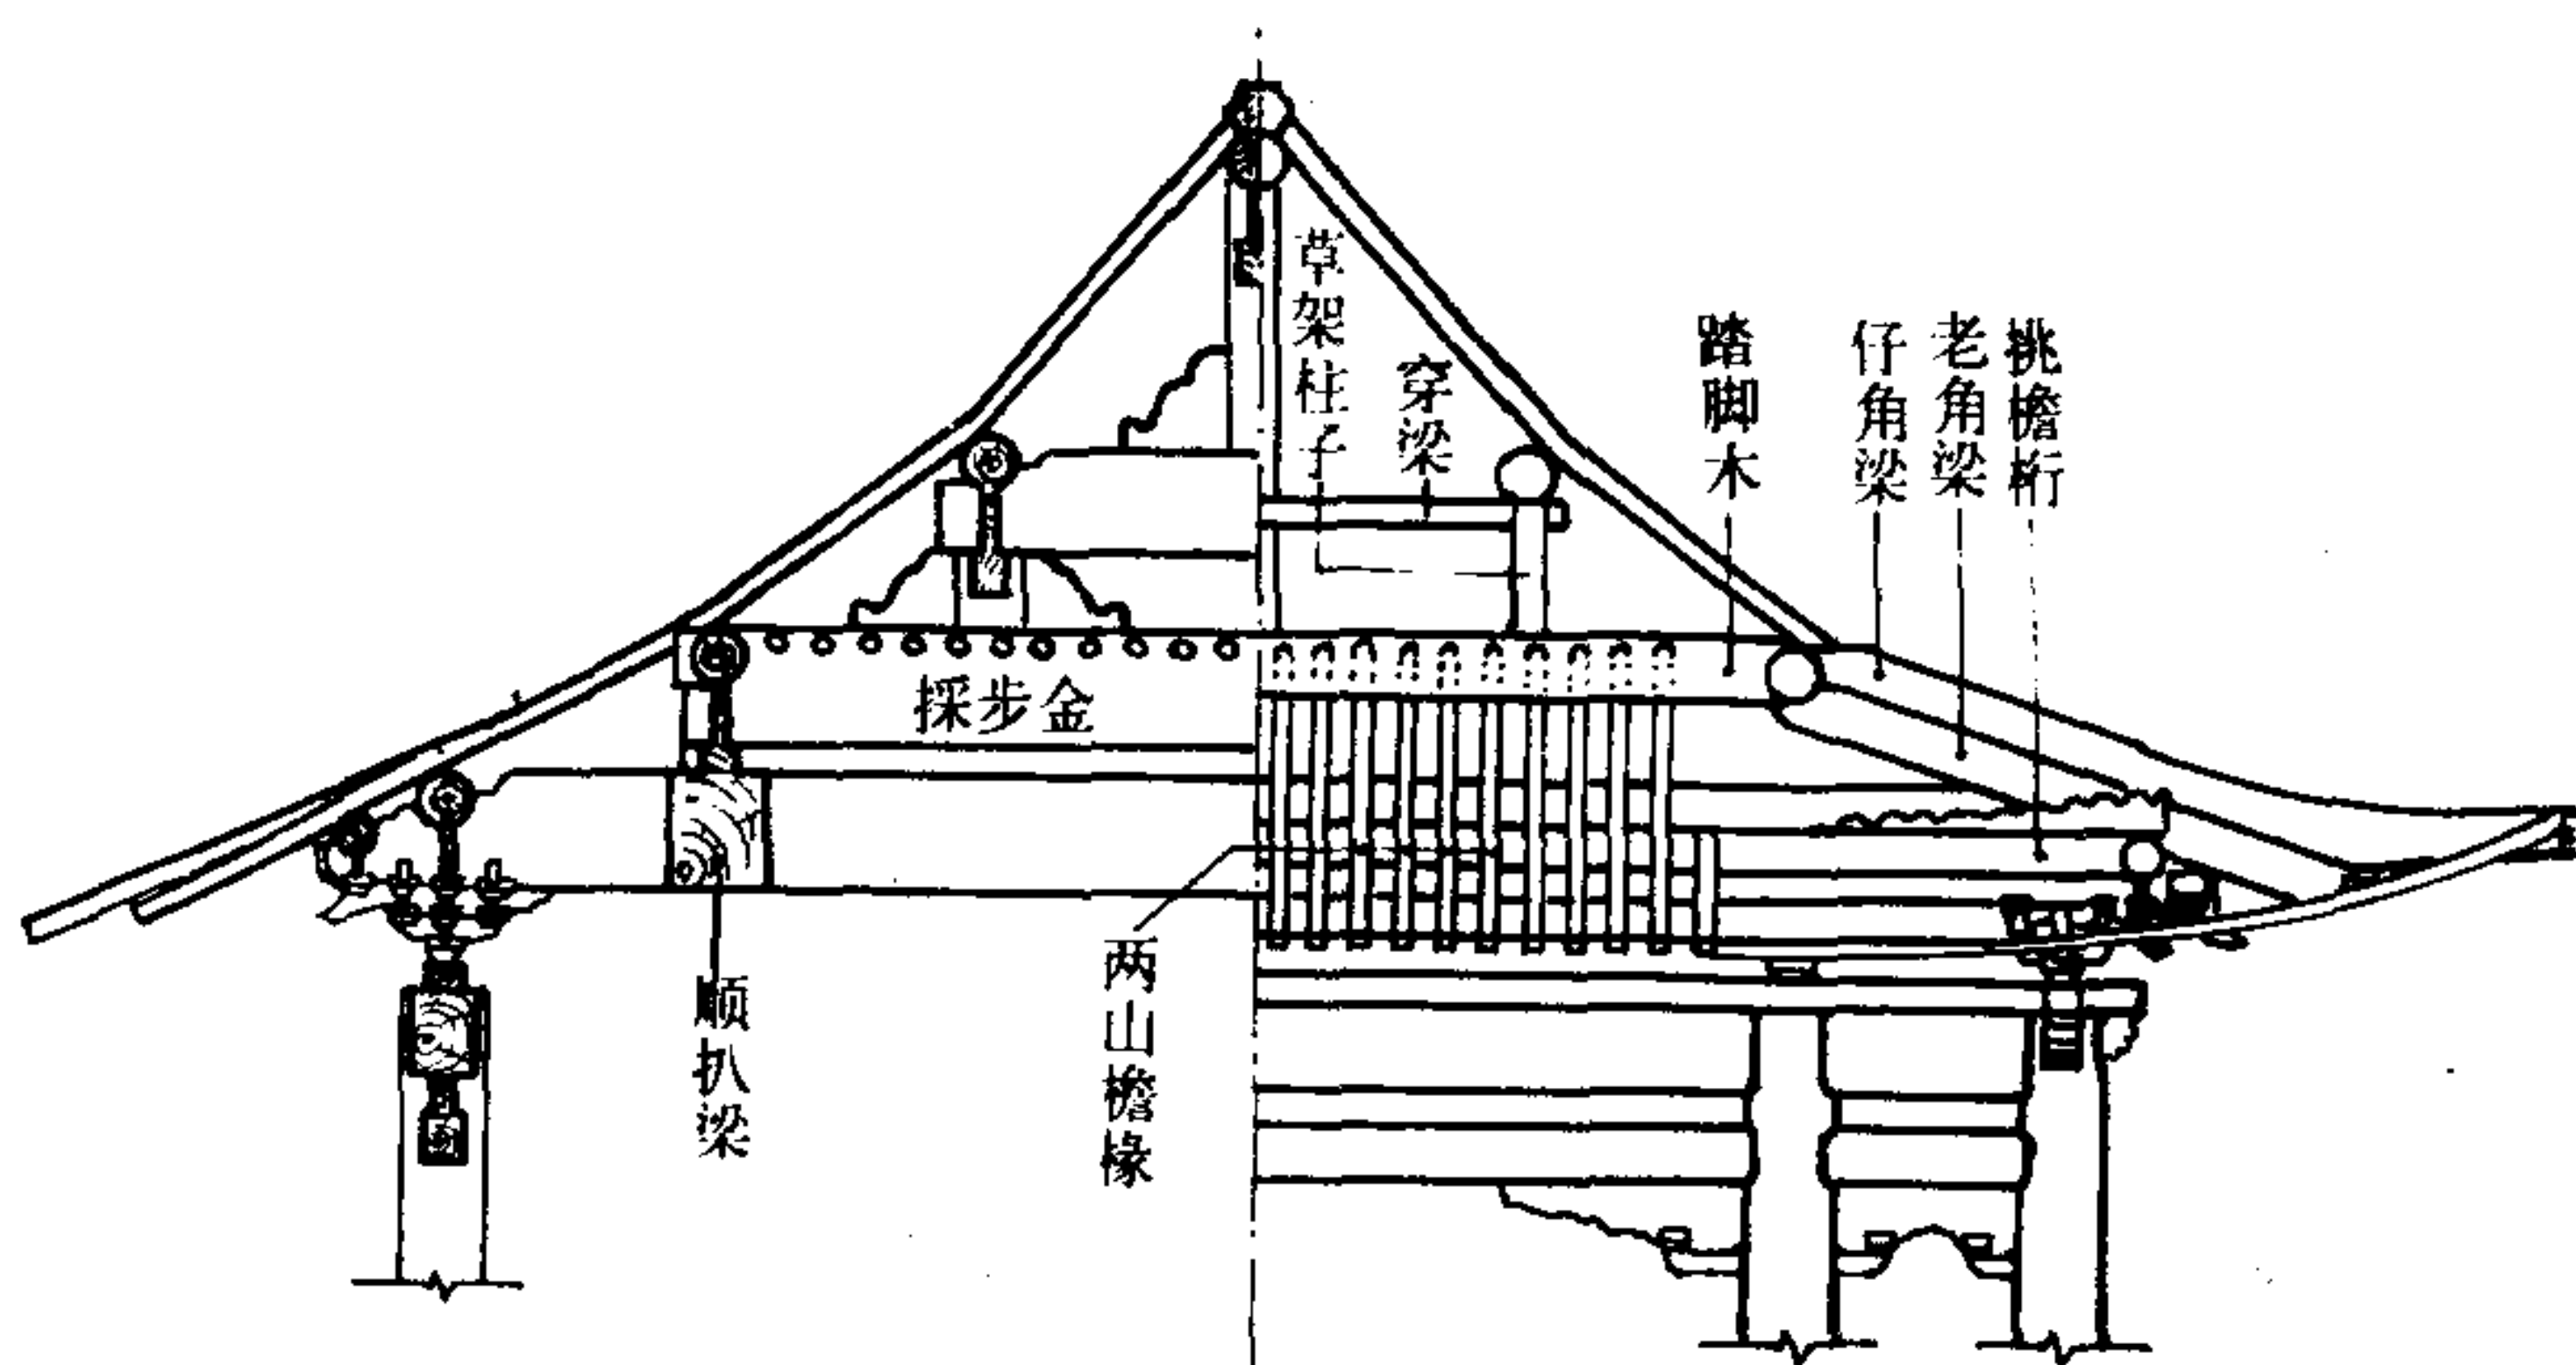 草架柱子
穿梁
踏脚木
仔角梁
老角梁
挑檐桁
採步金
顺扒梁
两山檐椽